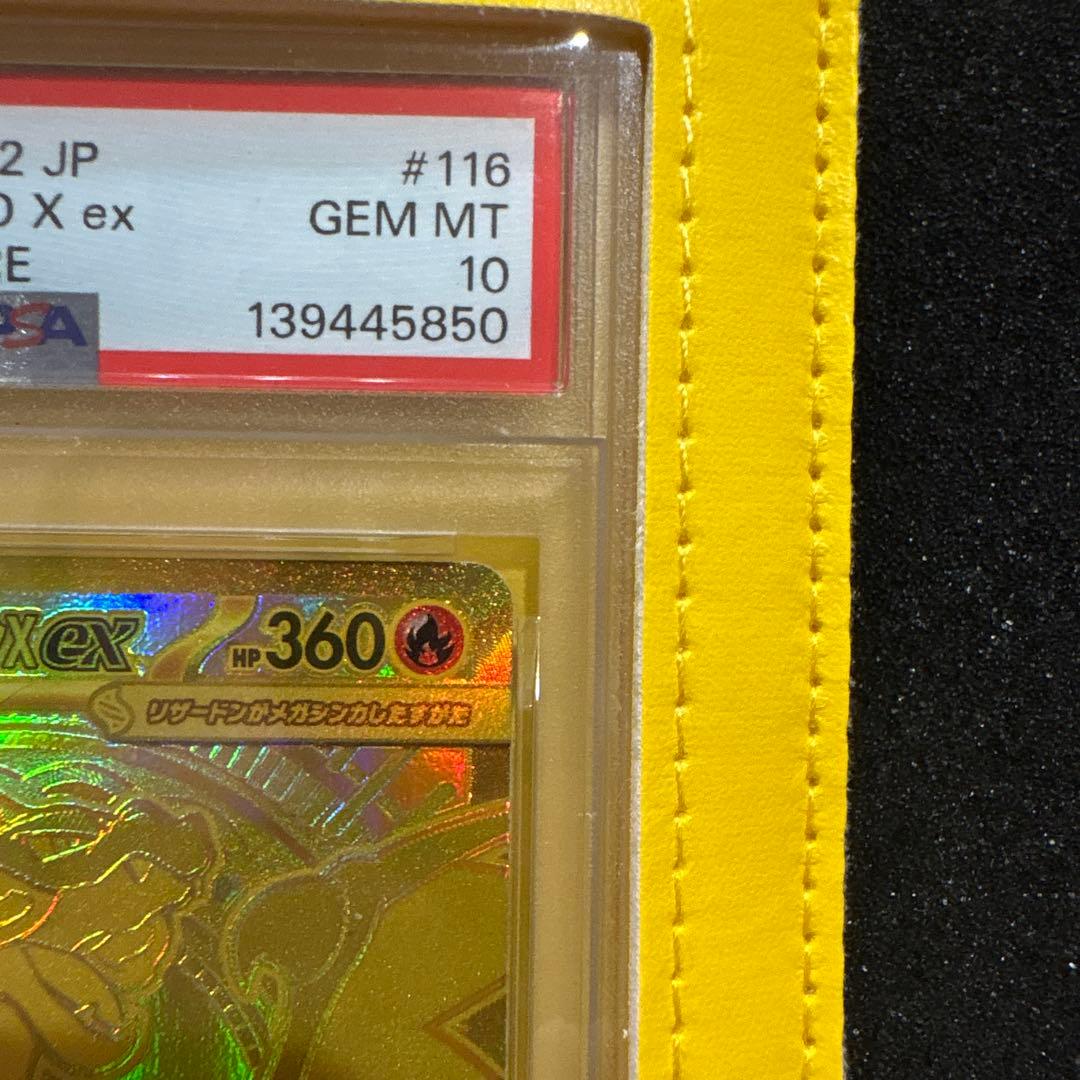 2 JP
#116
X ex
GEM MT
10
PSA
139445850
Xex
HP360
リザードンがメガシンカしたすがた